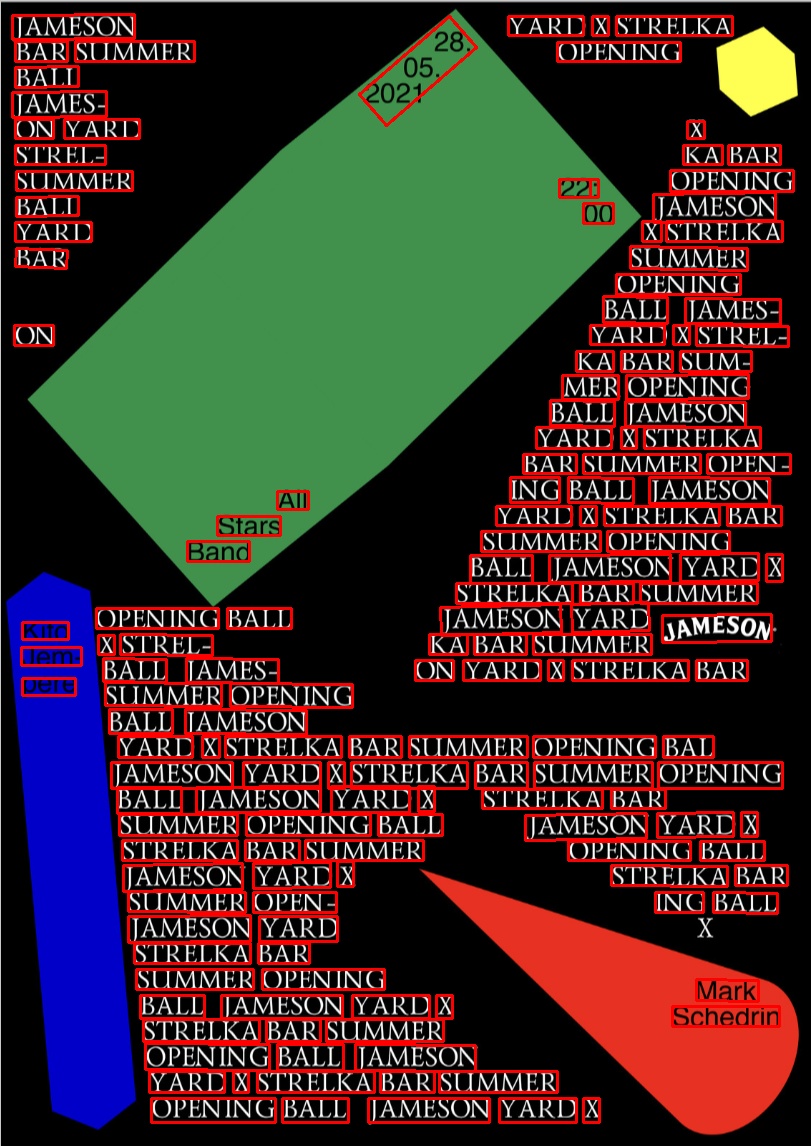 JAMESON
BAR SUMMER
BALL
JAMES-
ON YARD
STREL-
SUMMER
BALL
YARD
BAR
ON
28.
05.
2021
22:
00
All
Stars
Band
YARD X STRELKA
OPENING
X
KA BAR
OPENING
JAMESON
X STRELKA
SUMMER
OPENING
BALL JAMES-
YARD X STREL-
KA BAR SUM-
MER OPENING
BALL JAMESON
YARD X STRELKA
BAR SUMMER OPEN-
ING BALL JAMESON
YARD X STRELKA BAR
SUMMER OPENING
BALL JAMESON YARD X
STRELKA BAR SUMMER
JAMESON YARD
JAMESON
KA BAR SUMMER
ON YARD X STRELKA BAR
Kito
Jem-
pere
OPENING BALL
X STREL-
BALL JAMES-
SUMMER OPENING
BALL JAMESON
YARD X STRELKA BAR SUMMER OPENING BAL
JAMESON YARD X STRELKA BAR SUMMER OPENING
BALL JAMESON YARD X STRELKA BAR
SUMMER OPENING BALL JAMESON YARD X
STRELKA BAR SUMMER OPENING BALL
JAMESON YARD X STRELKA BAR
SUMMER OPEN- ING BALL
JAMESON YARD X
STRELKA BAR
SUMMER OPENING
BALL JAMESON YARD X
STRELKA BAR SUMMER
OPENING BALL JAMESON
YARD X STRELKA BAR SUMMER
OPENING BALL JAMESON YARD X
Mark
Schedrin